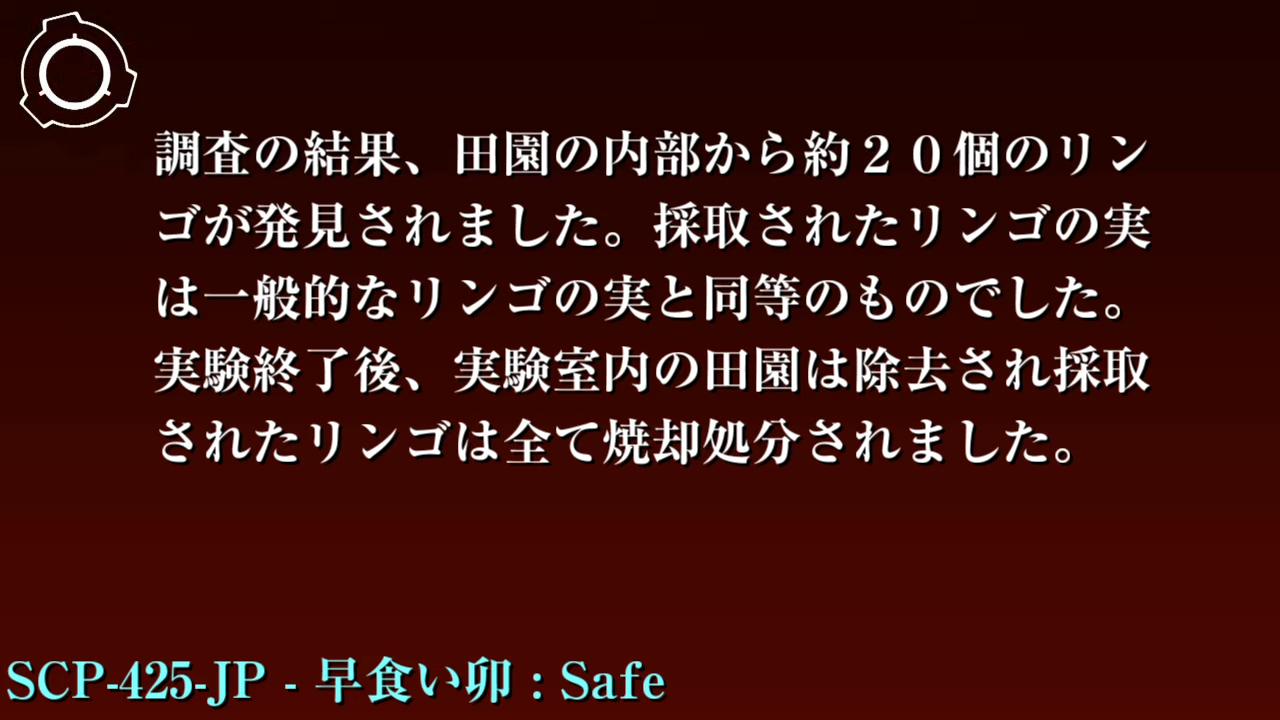 調査の結果、田園の内部から約２０個のリン
ゴが発見されました。採取されたリンゴの実
は一般的なリンゴの実と同等のものでした。
実験終了後、実験室内の田園は除去され採取
されたリンゴは全て焼却処分されました。
SCP-425-JP - 早食い卯 : Safe